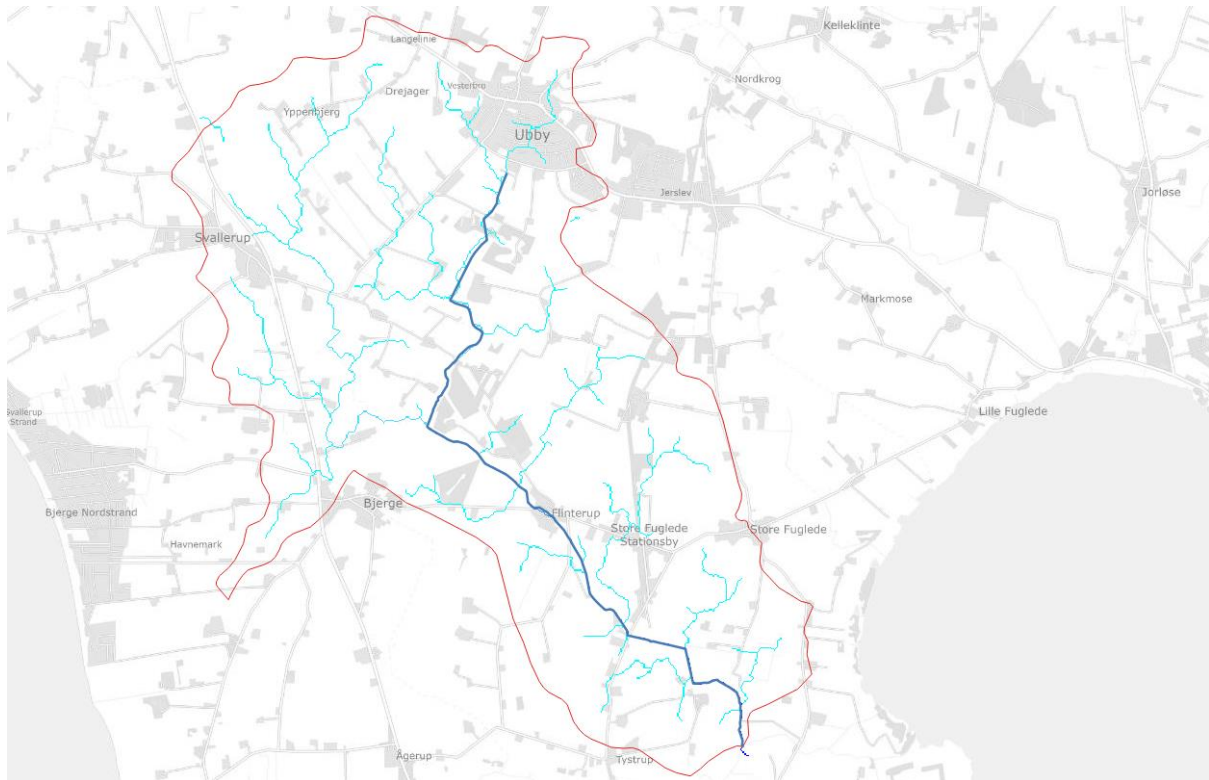 Kelleklinte
Langelinie
Nordkrog
Vesterbro
Drejager
Yppenbjerg
Ubby
Jerslev
Jorløse
Svallerup
Markmose
Svallerup
Strand
Lille Fuglede
Bjerge
Bjerge Nordstrand
Flinterup
Store Fuglede
Stationsby
Store Fuglede
Havnemark
Ågerup
Tystrup